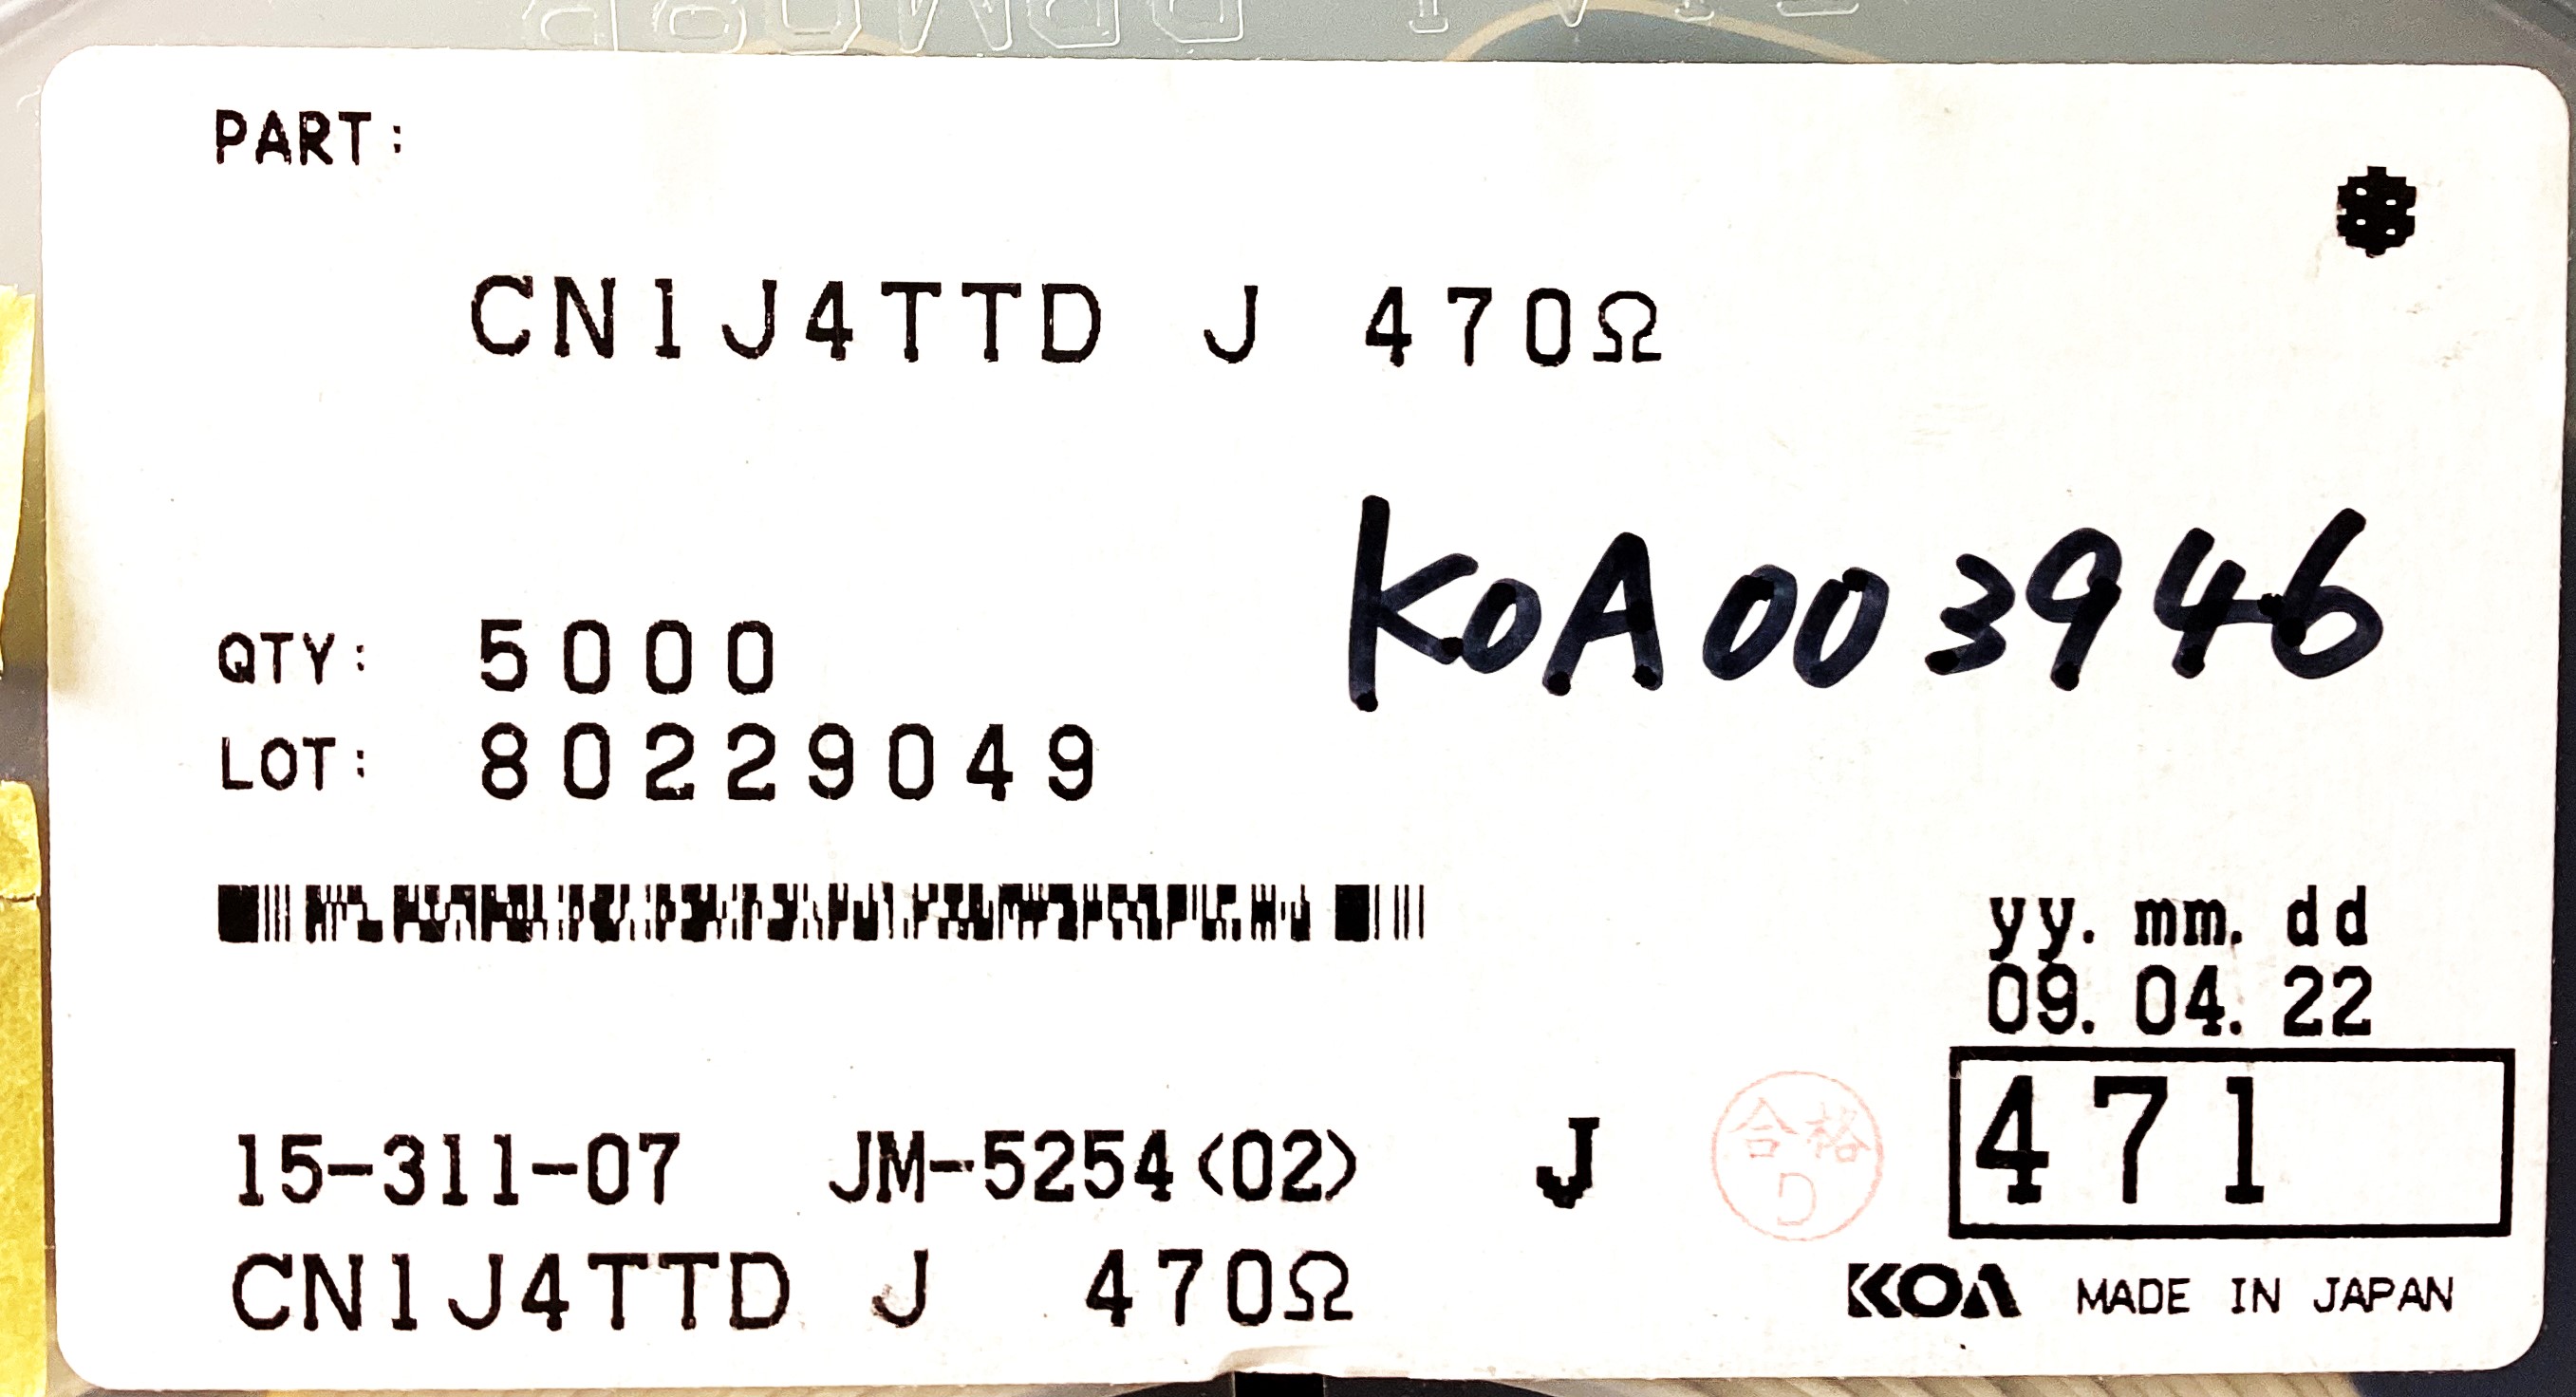 PART:
CN1J4TTD J 470Ω
KOA003946
QTY: 5000
LOT: 80229049
yy. mm. dd
09. 04. 22
471
15-311-07 JM-5254(02) J
合格
D
CN1J4TTD J 470Ω
KOA MADE IN JAPAN